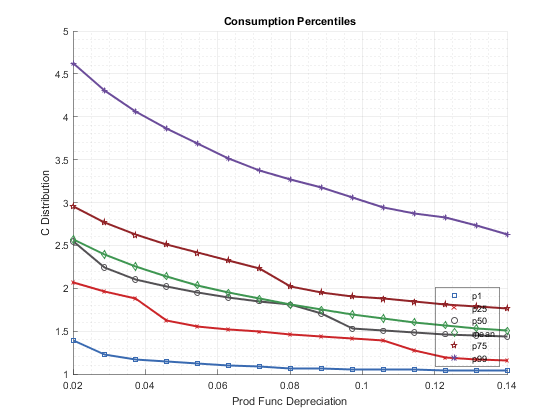 Consumption Percentiles
5
4.5
4
3.5
3
2.5
2
1.5
1
C Distribution
p1
p25
p50
mean
p75
p99
0.02
0.04
0.06
0.08
0.1
0.12
0.14
Prod Func Depreciation